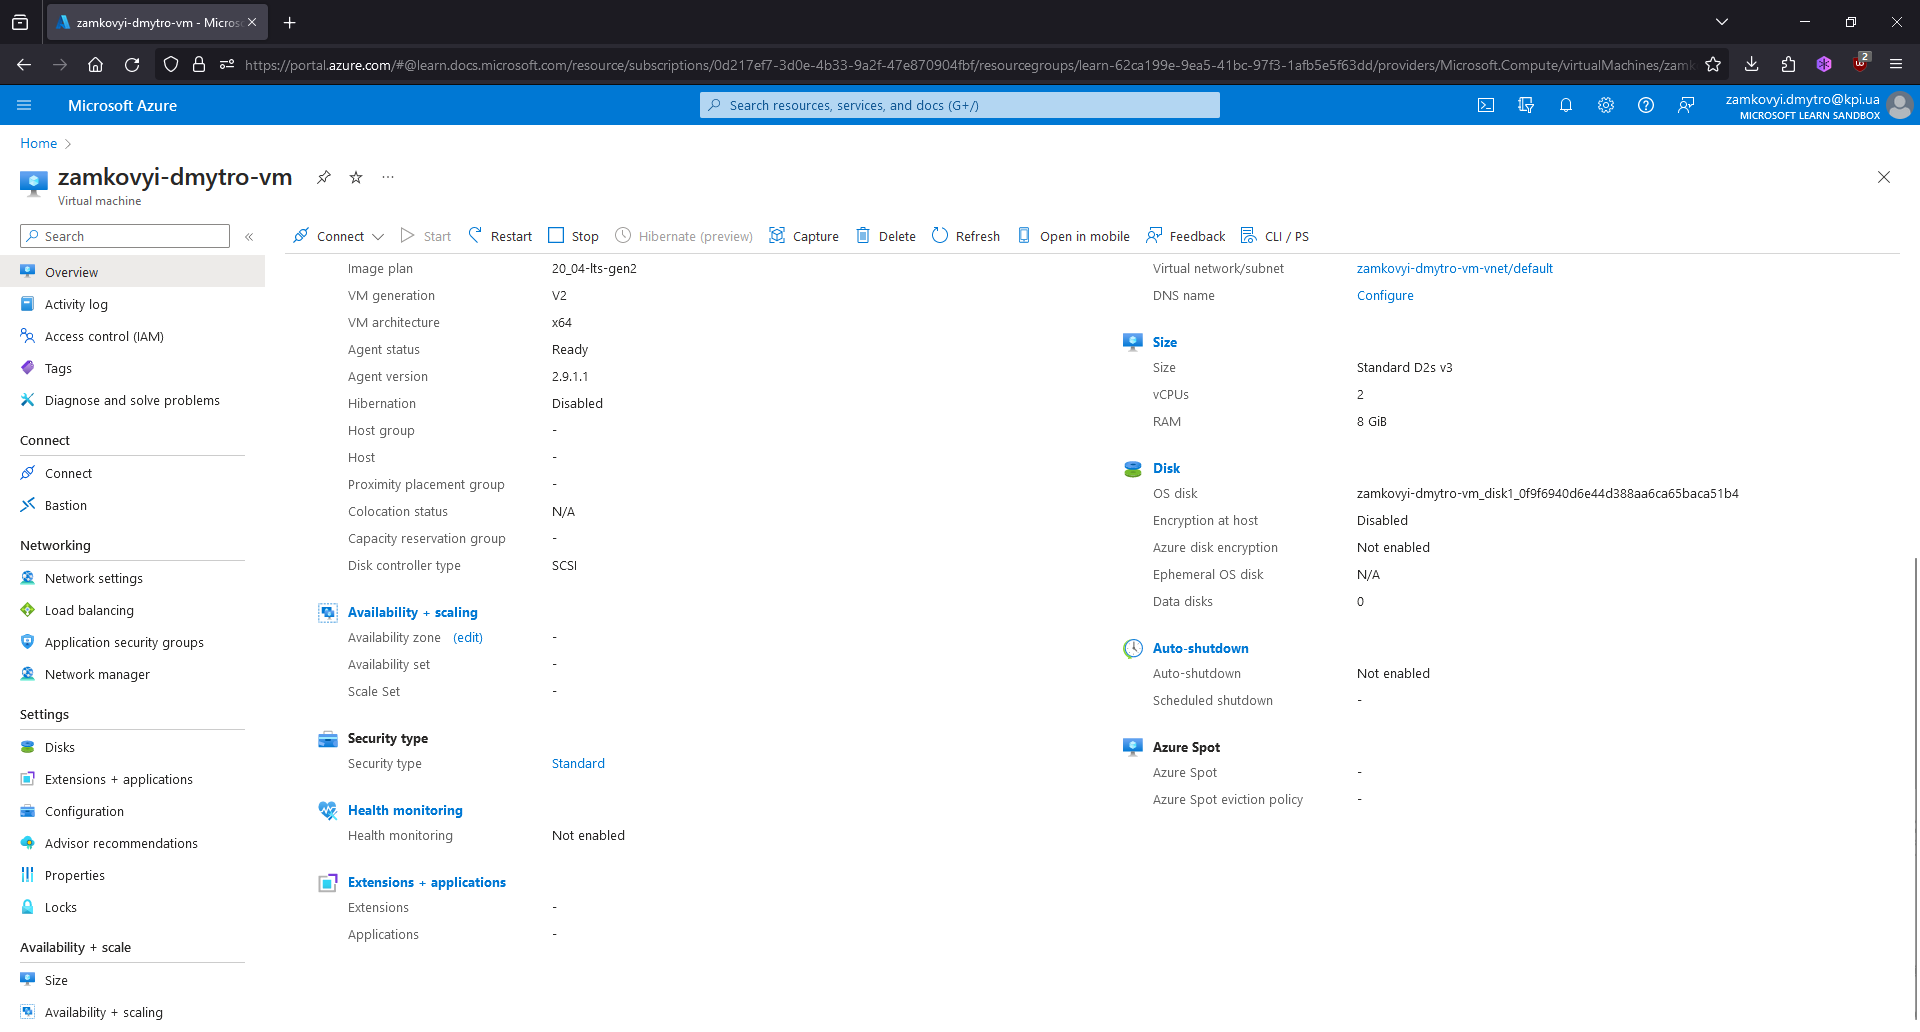 zamkovyi-dmytro-vm - Micros
https://portal.azure.com/#@learn.docs.microsoft.com/resource/subscriptions/0d217ef7-3d0e-4b33-9a2f-47e870904fbf/resourcegroups/learn-62ca199e-9ea5-41bc-97f3-1afb5e5f63dd/providers/Microsoft.Compute/virtualMachines/zamk
2
Microsoft Azure
Search resources, services, and docs (G+/)
zamkovyi.dmytro@kpi.ua
MICROSOFT LEARN SANDBOX
Home
zamkovyi-dmytro-vm
Virtual machine
Search
Connect
Start
Restart
Stop
Hibernate (preview)
Capture
Delete
Refresh
Open in mobile
Feedback
CLI / PS
Overview
Activity log
Access control (IAM)
Tags
Diagnose and solve problems
Connect
Connect
Bastion
Networking
Network settings
Load balancing
Application security groups
Network manager
Settings
Disks
Extensions + applications
Configuration
Advisor recommendations
Properties
Locks
Availability + scale
Size
Availability + scaling
Image plan 20_04-lts-gen2
VM generation V2
VM architecture x64
Agent status Ready
Agent version 2.9.1.1
Hibernation Disabled
Host group -
Host -
Proximity placement group -
Colocation status N/A
Capacity reservation group -
Disk controller type SCSI
Availability + scaling
Availability zone (edit) -
Availability set -
Scale Set -
Security type
Security type Standard
Health monitoring
Health monitoring Not enabled
Extensions + applications
Extensions -
Applications -
Virtual network/subnet zamkovyi-dmytro-vm-vnet/default
DNS name Configure
Size
Size Standard D2s v3
vCPUs 2
RAM 8 GiB
Disk
OS disk zamkovyi-dmytro-vm_disk1_0f9f6940d6e44d388aa6ca65baca51b4
Encryption at host Disabled
Azure disk encryption Not enabled
Ephemeral OS disk N/A
Data disks 0
Auto-shutdown
Auto-shutdown Not enabled
Scheduled shutdown -
Azure Spot
Azure Spot -
Azure Spot eviction policy -